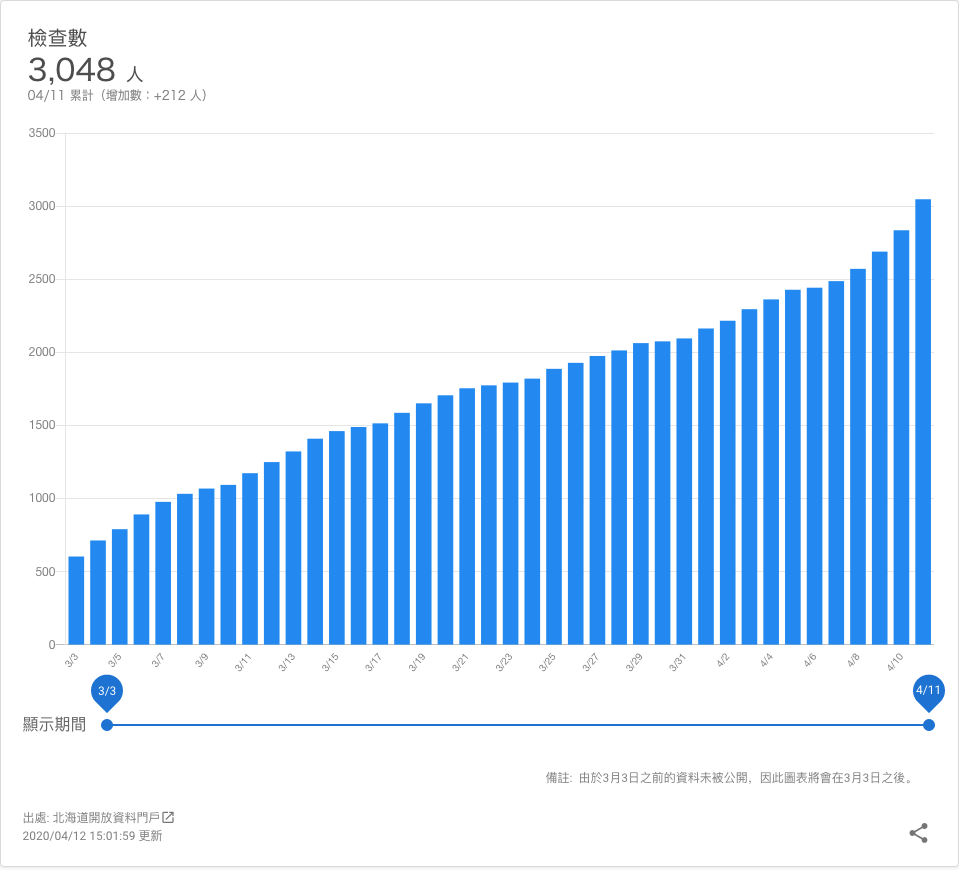 檢查數
3,048 人
04/11 累計（增加數：+212 人）
3500
3000
2500
2000
1500
1000
500
0
3/3 3/5 3/7 3/9 3/11 3/13 3/15 3/17 3/19 3/21 3/23 3/25 3/27 3/29 3/31 4/2 4/4 4/6 4/8 4/10
3/3 4/11
顯示期間
備註: 由於3月3日之前的資料未被公開，因此圖表將會在3月3日之後。
出處: 北海道開放資料門戶
2020/04/12 15:01:59 更新